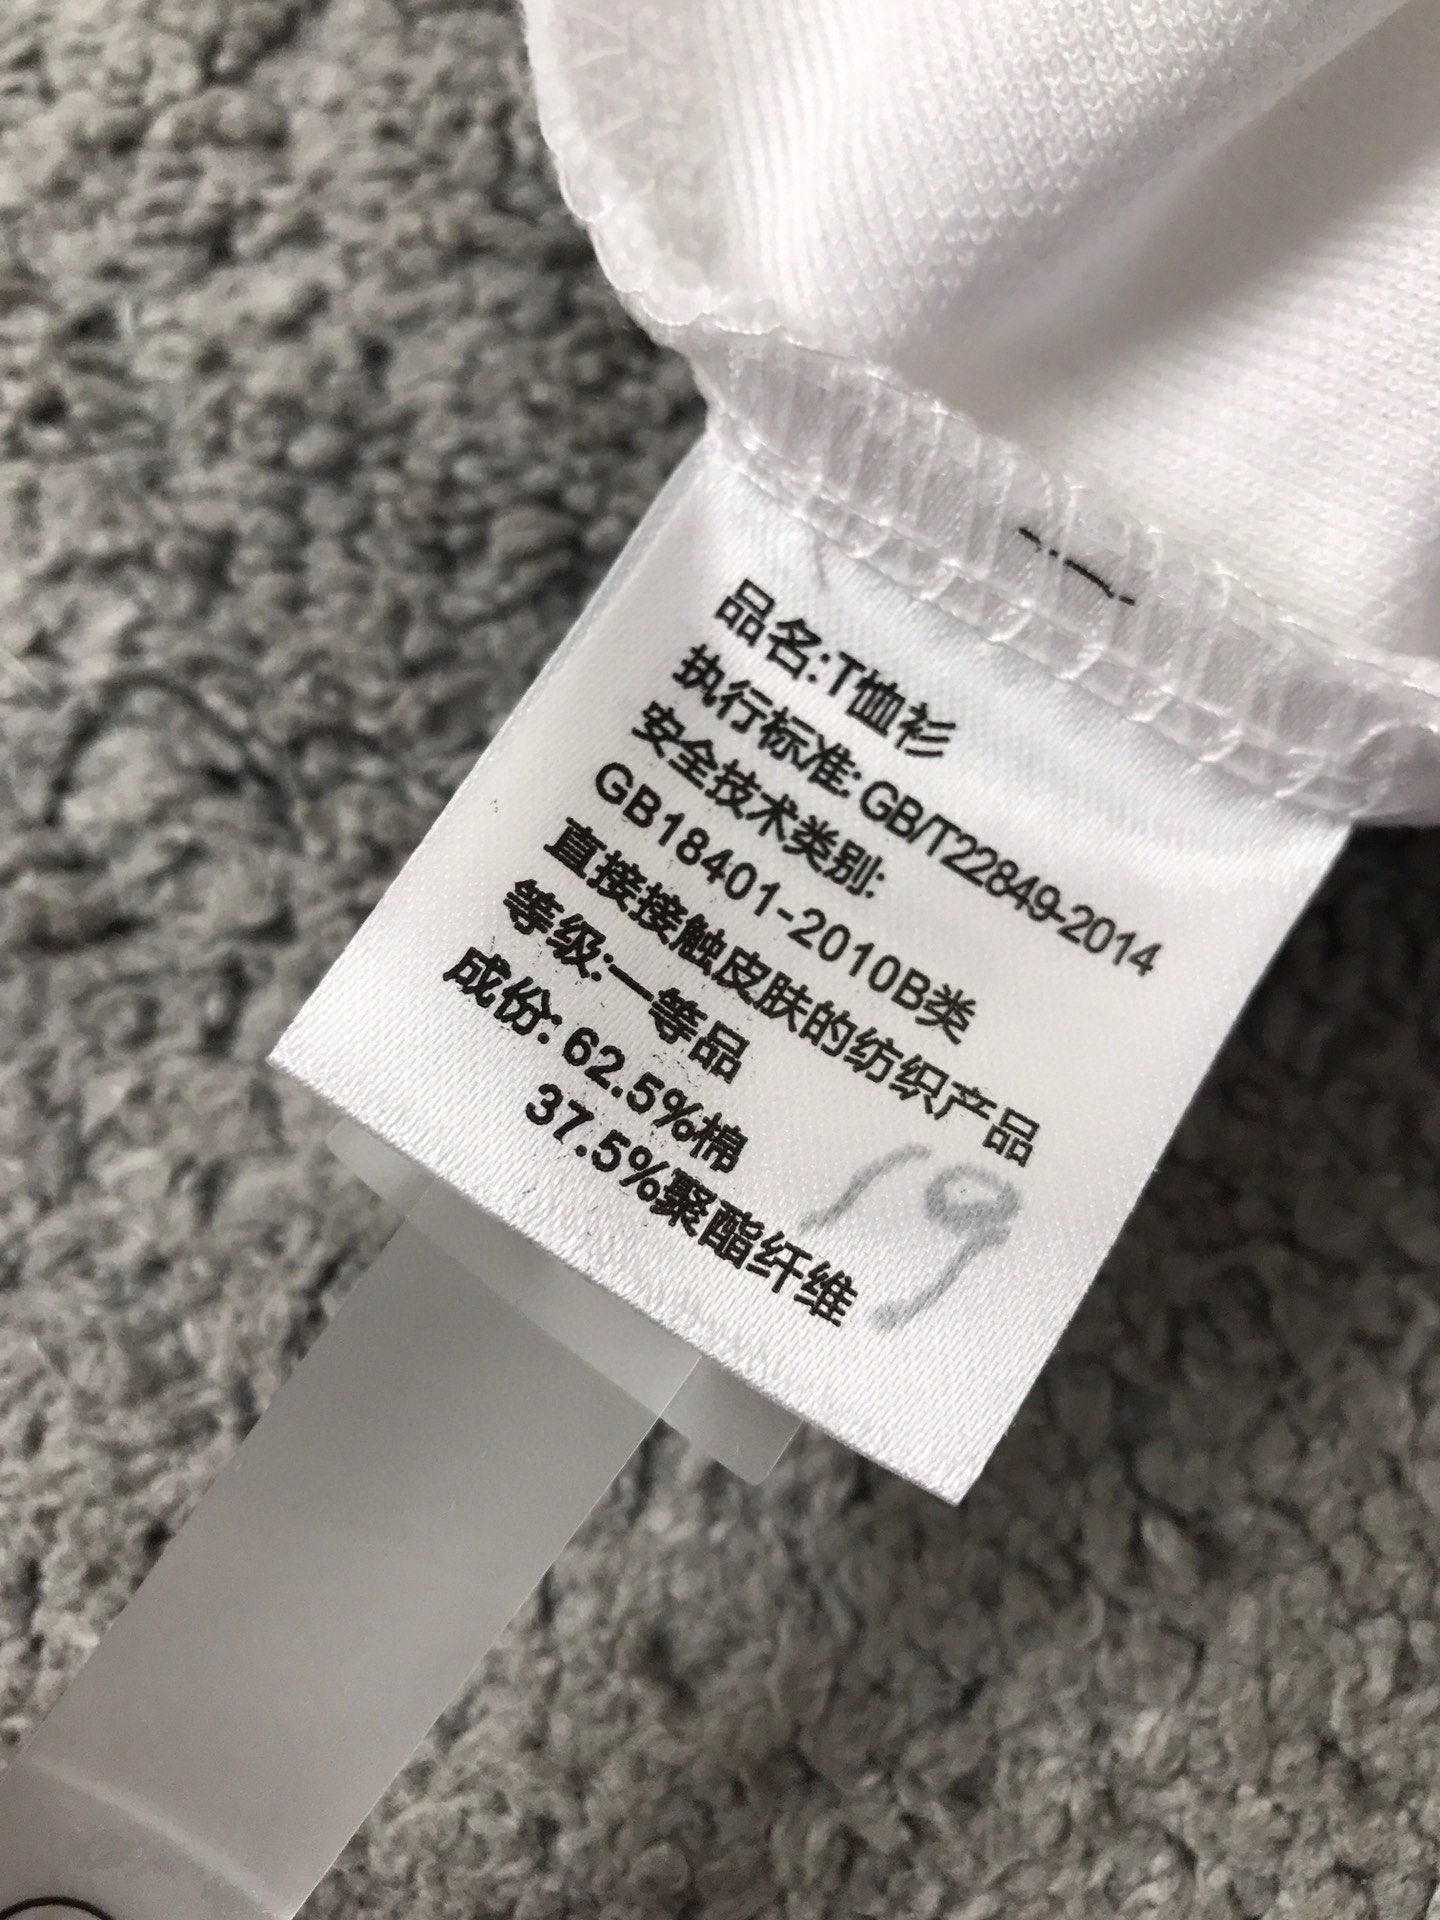 品名:T恤衫
执行标准:GB/T22849-2014
安全技术类别:
GB18401-2010B类
直接接触皮肤的纺织产品
等级:一等品
成份: 62.5%棉
37.5%聚酯纤维
19